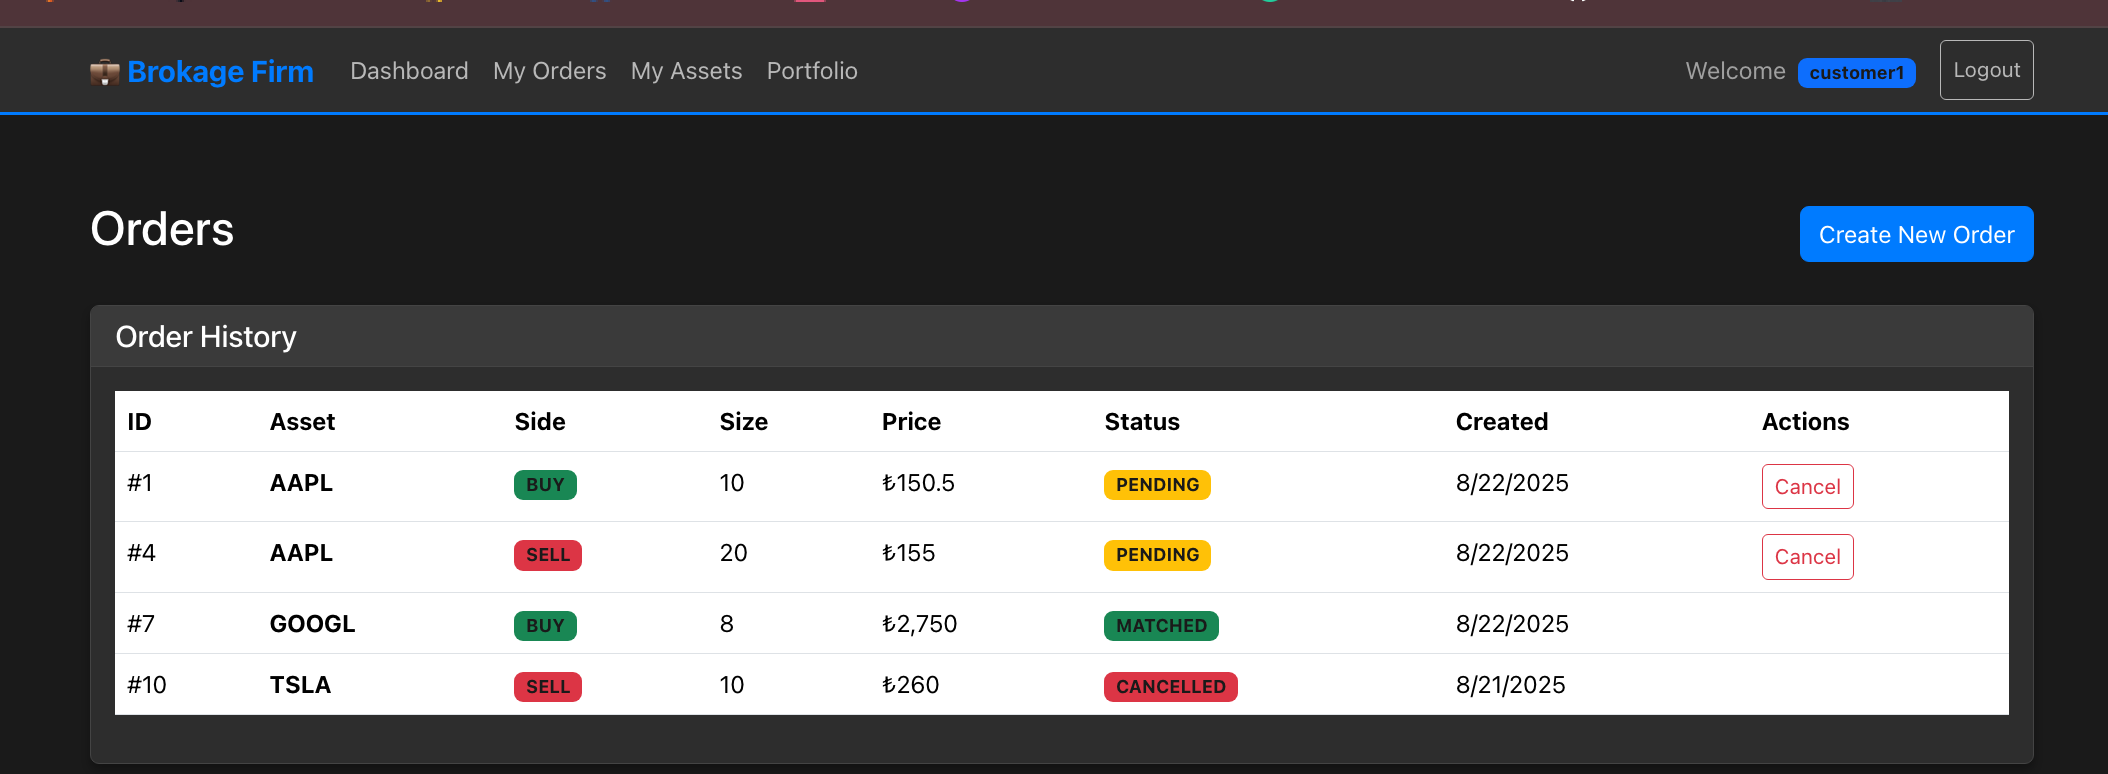 Brokage Firm Dashboard My Orders My Assets Portfolio Welcome customer1 Logout
Orders Create New Order
Order History
ID Asset Side Size Price Status Created Actions
#1 AAPL BUY 10 ₺150.5 PENDING 8/22/2025 Cancel
#4 AAPL SELL 20 ₺155 PENDING 8/22/2025 Cancel
#7 GOOGL BUY 8 ₺2,750 MATCHED 8/22/2025
#10 TSLA SELL 10 ₺260 CANCELLED 8/21/2025